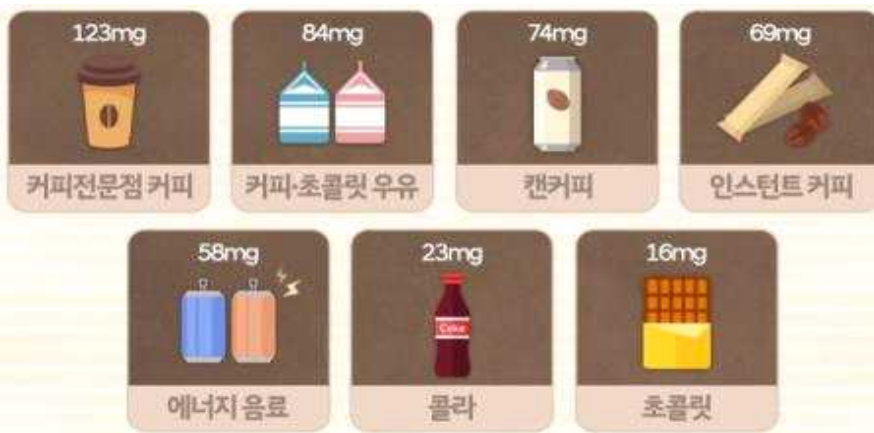 123mg
84mg
74mg
69mg
커피전문점 커피
커피·초콜릿 우유
캔커피
인스턴트 커피
58mg
23mg
16mg
Coke
에너지 음료
콜라
초콜릿